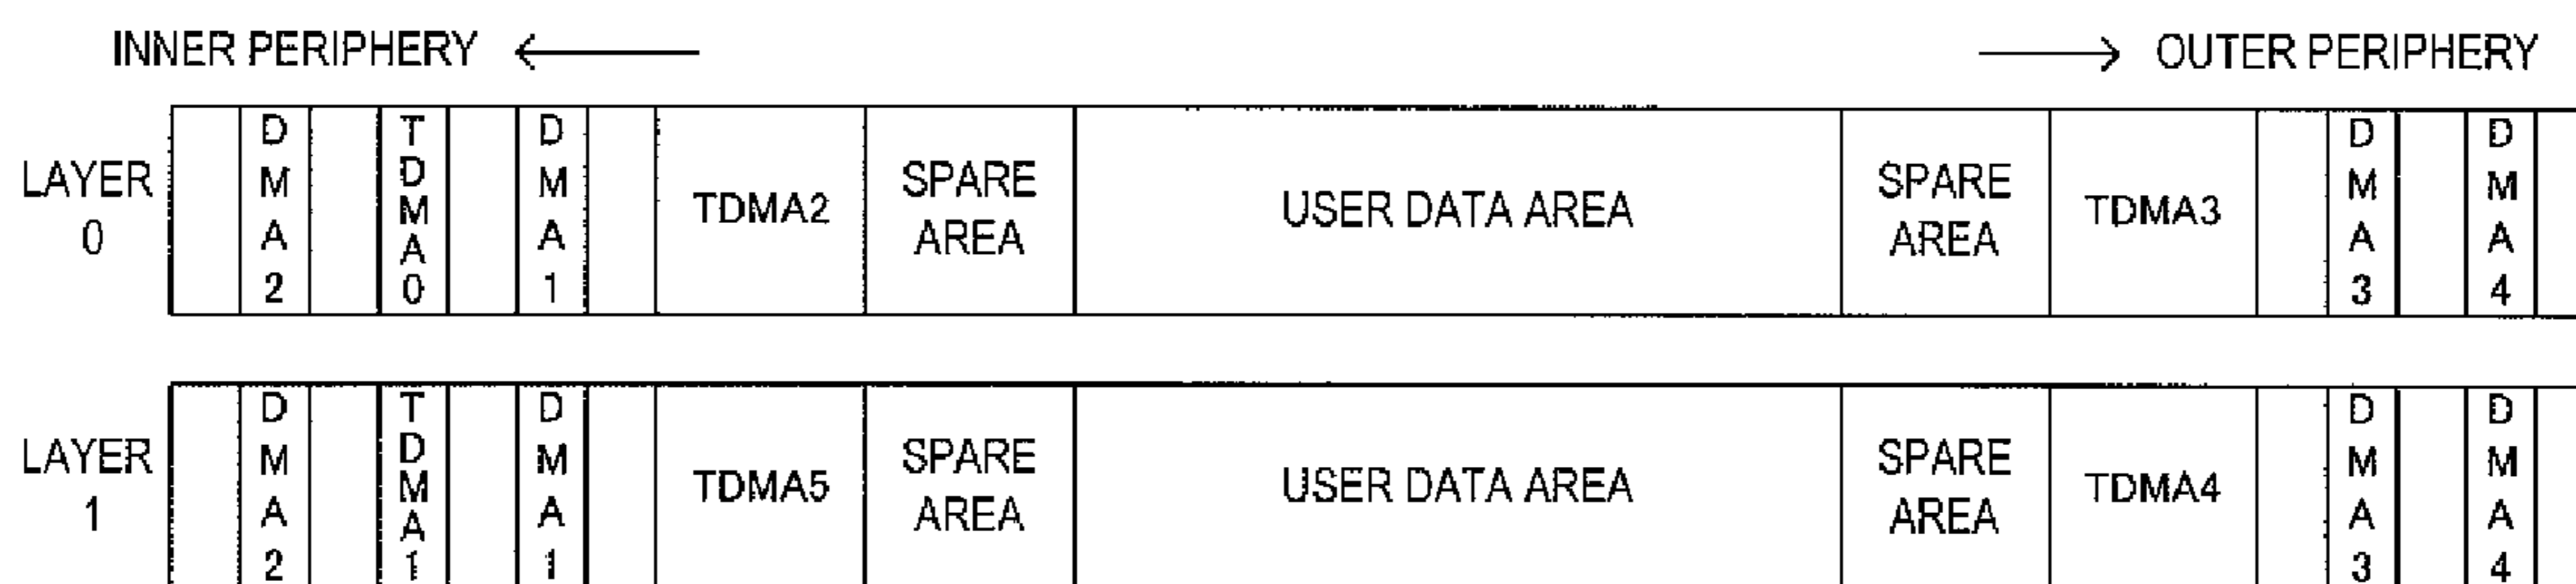 INNER PERIPHERY
OUTER PERIPHERY
LAYER
0
DMA2
TDMA0
DMA1
TDMA2
SPARE
AREA
USER DATA AREA
SPARE
AREA
TDMA3
DMA3
DMA4
LAYER
1
DMA2
TDMA1
DMA1
TDMA5
SPARE
AREA
USER DATA AREA
SPARE
AREA
TDMA4
DMA3
DMA4